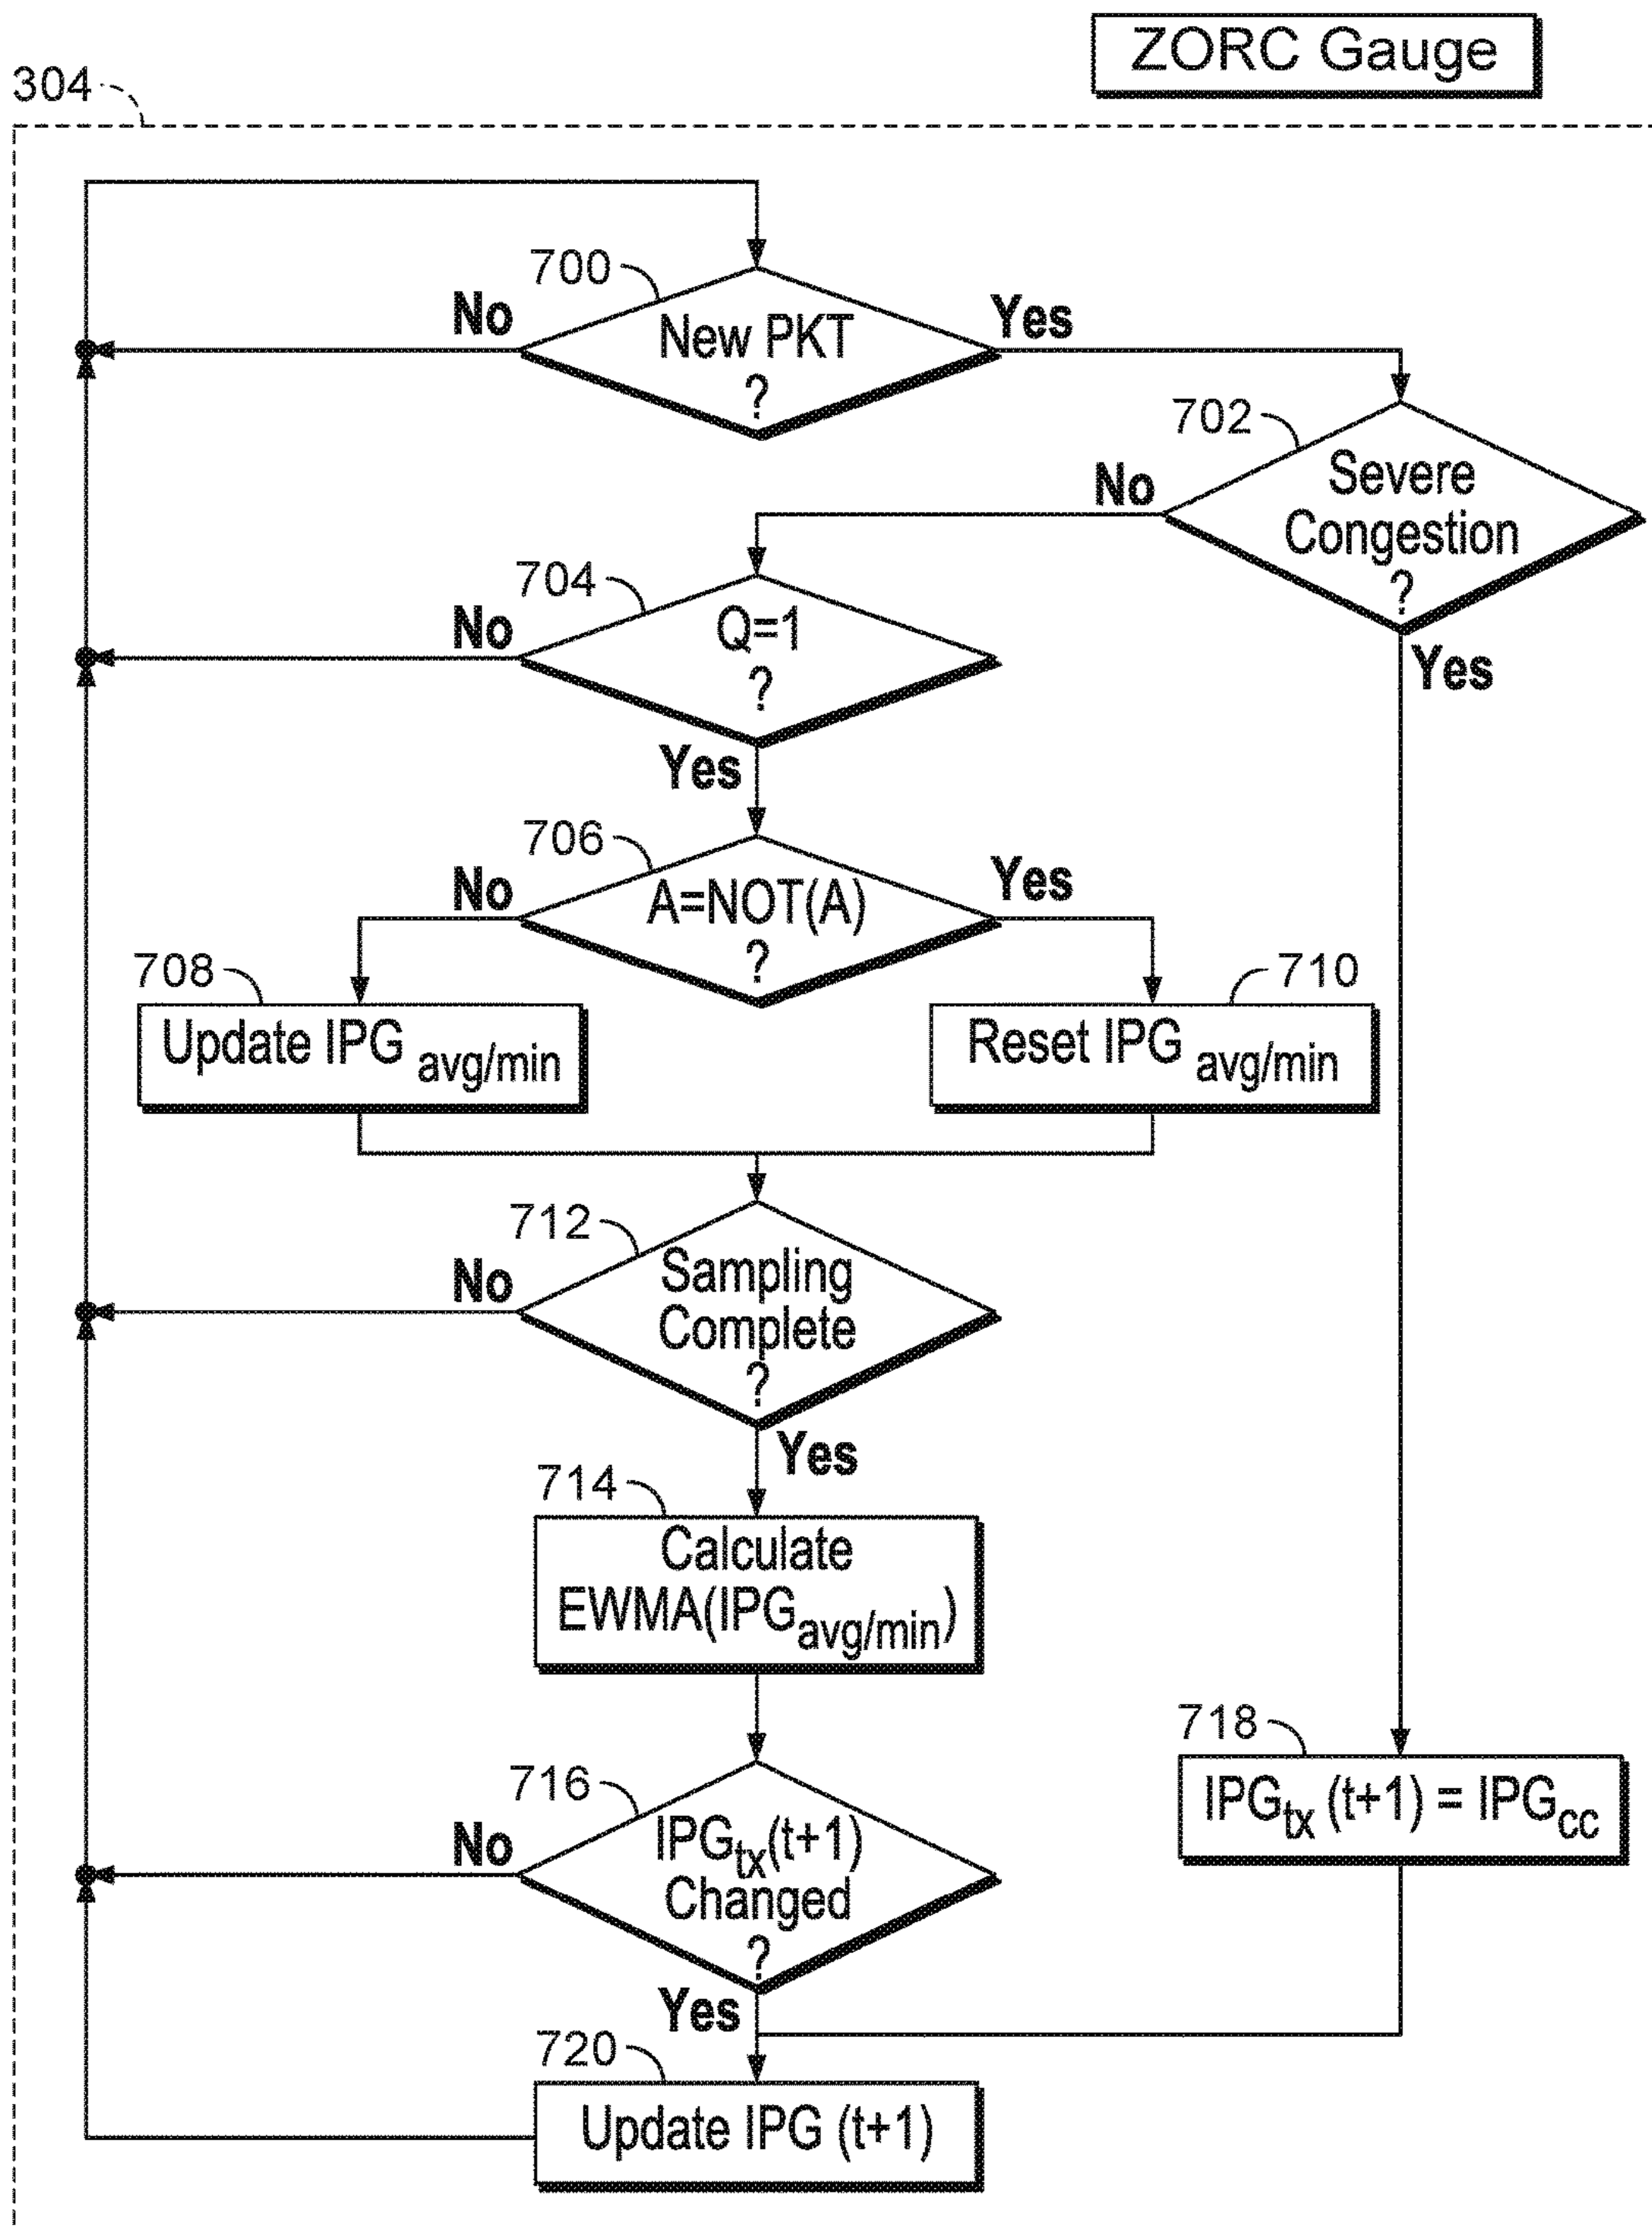 ZORC Gauge
304
700
No
Yes
New PKT
?
702
No
Severe
Congestion
?
Yes
704
No
Q=1
?
Yes
706
No
Yes
A=NOT(A)
?
708
710
Update IPG avg/min
Reset IPG avg/min
712
No
Sampling
Complete
?
Yes
714
Calculate
EWMA(IPGavg/min)
716
718
No
IPGtx(t+1)
Changed
?
IPGtx (t+1) = IPGcc
Yes
720
Update IPG (t+1)